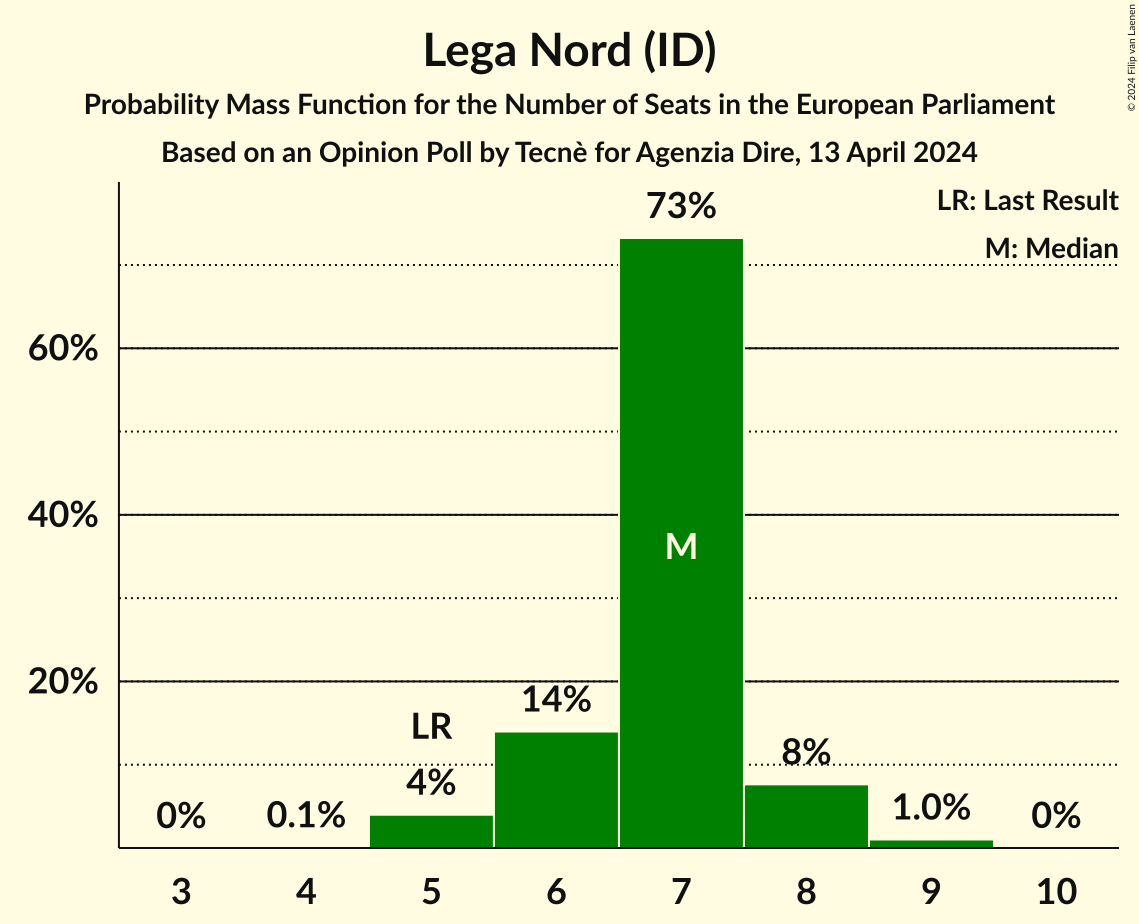 Lega Nord (ID)
Probability Mass Function for the Number of Seats in the European Parliament
Based on an Opinion Poll by Tecnè for Agenzia Dire, 13 April 2024
© 2024 Filip van Laenen
LR: Last Result
M: Median
73%
60%
40%
M
20%
14%
LR
8%
4%
1.0%
0%
0.1%
0%
3 4 5 6 7 8 9 10